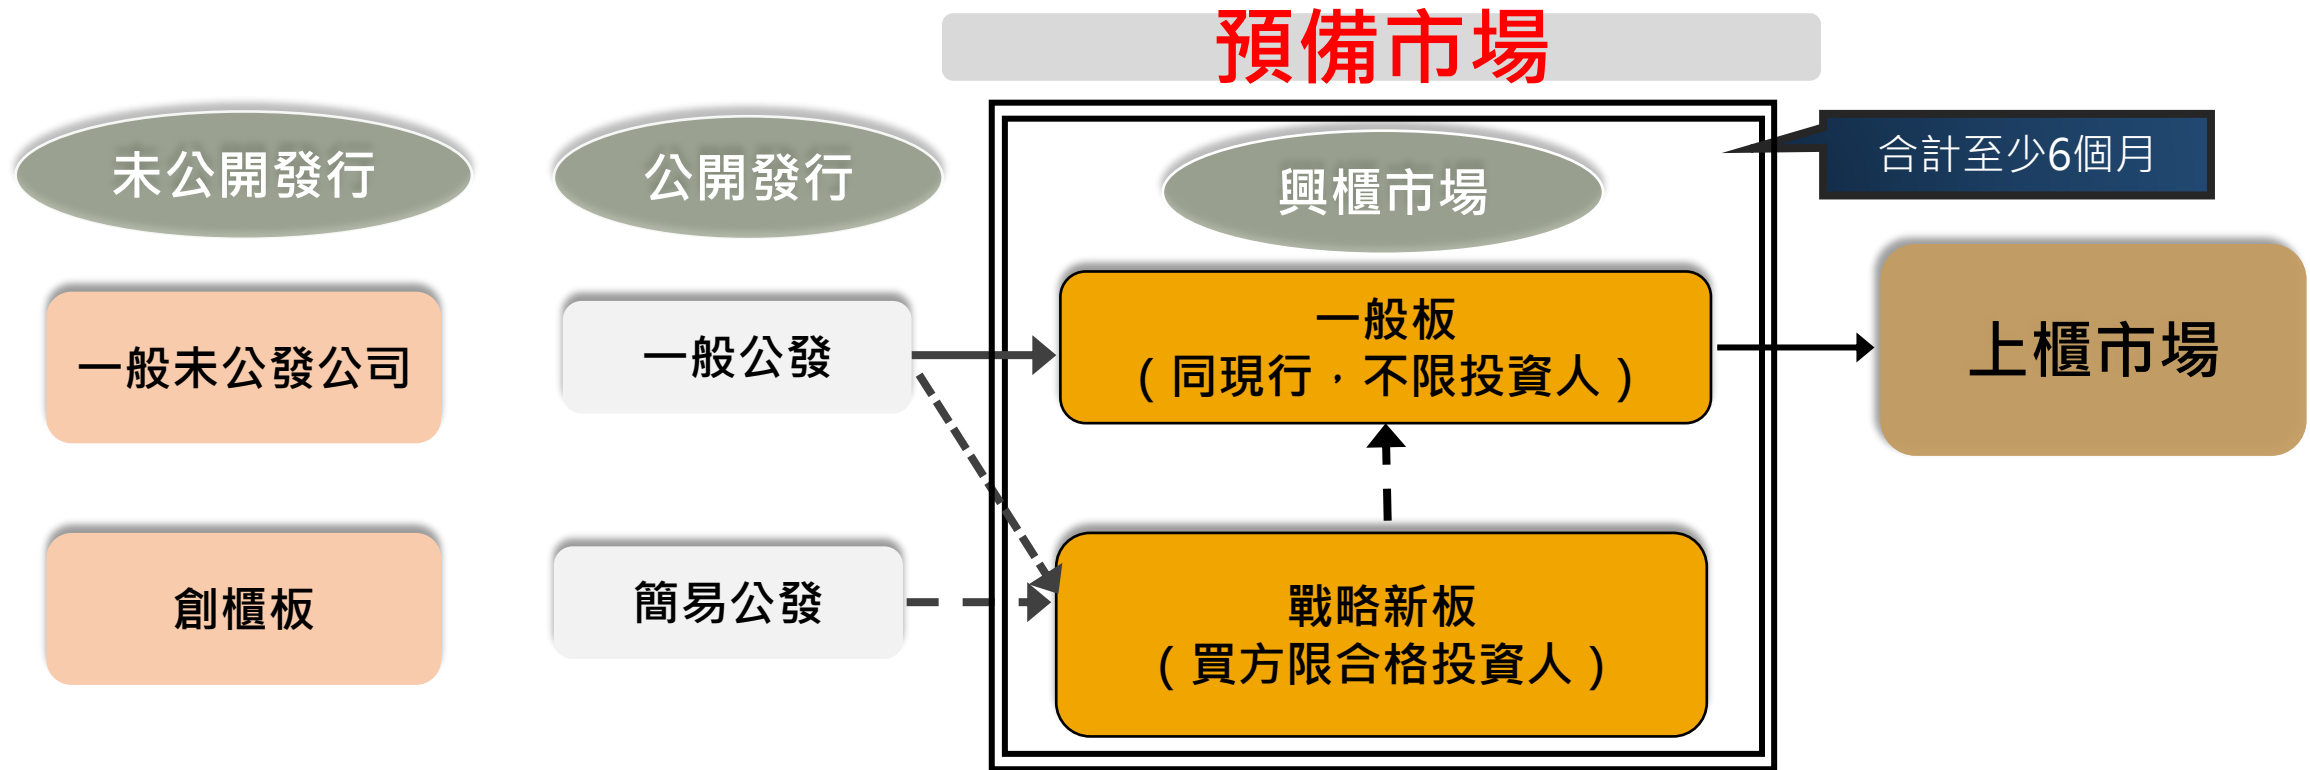 預備市場
未公開發行
公開發行
興櫃市場
合計至少6個月
一般未公發公司
一般公發
一般板
（同現行，不限投資人）
上櫃市場
創櫃板
簡易公發
戰略新板
（買方限合格投資人）